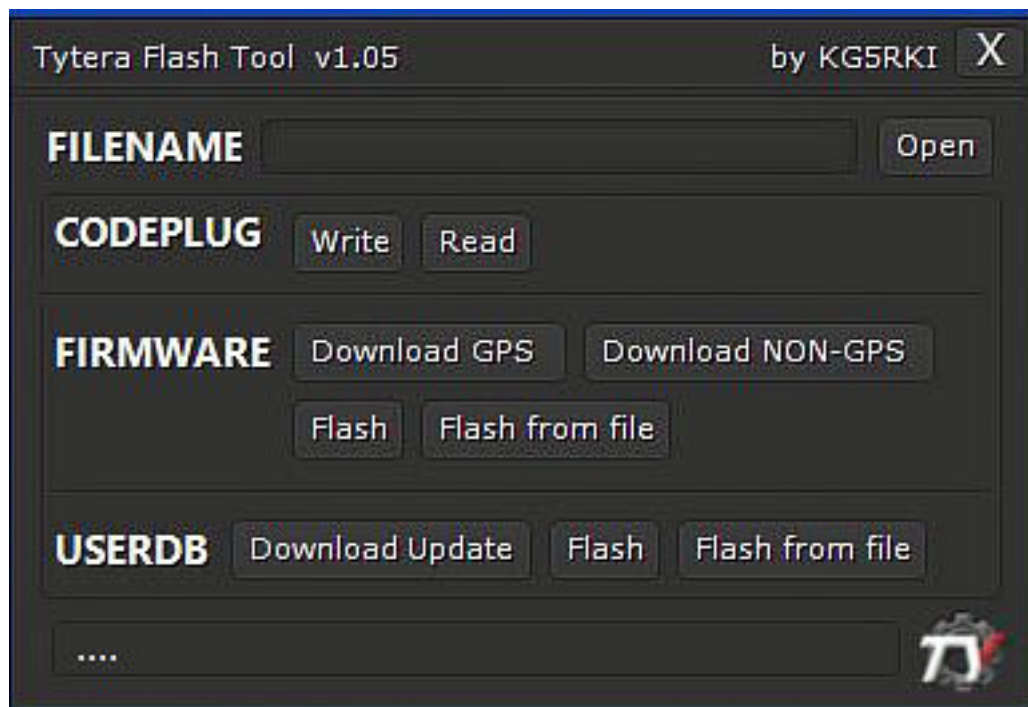 Tytera Flash Tool v1.05 by KG5RKI X
FILENAME Open
CODEPLUG Write Read
FIRMWARE Download GPS Download NON-GPS
Flash Flash from file
USERDB Download Update Flash Flash from file
....
TY